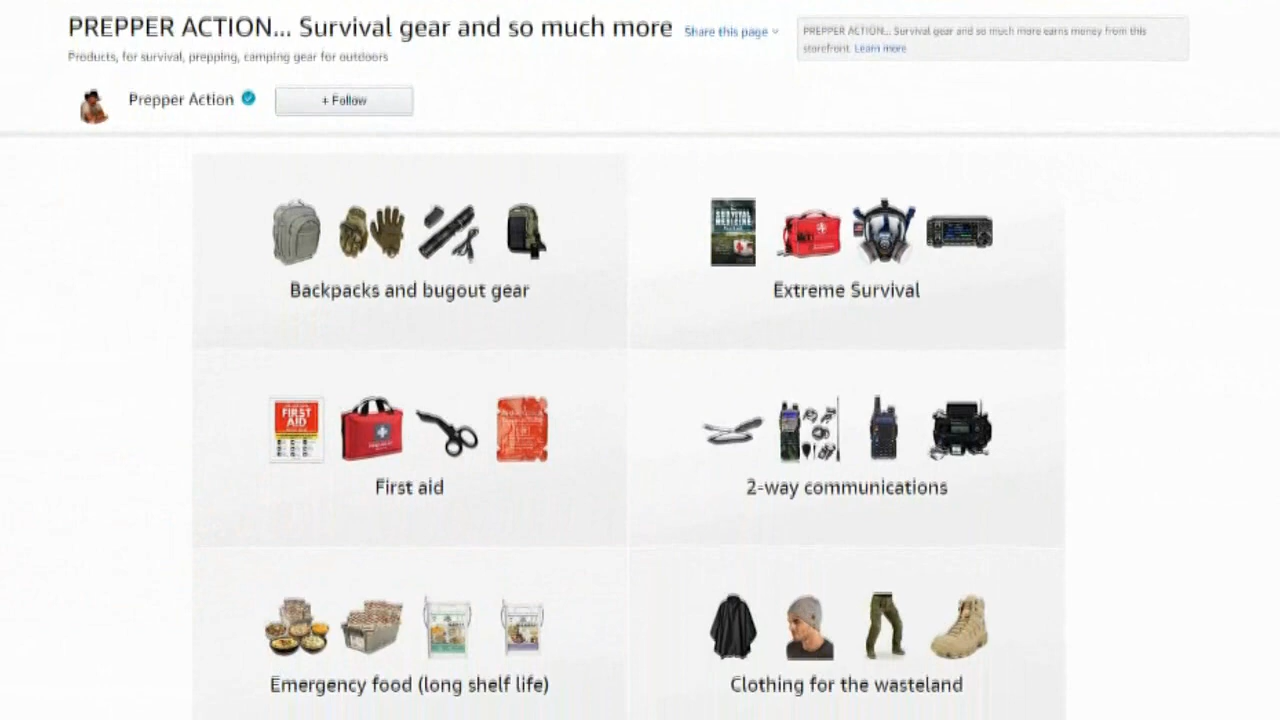 PREPPER ACTION... Survival gear and so much more
Share this page
PREPPER ACTION... Survival gear and so much more earns money from this
storefront. Learn more
Products, for survival, prepping, camping gear for outdoors
Prepper Action
+ Follow
Backpacks and bugout gear
Extreme Survival
FIRST
AID
First aid
2-way communications
Emergency food (long shelf life)
Clothing for the wasteland